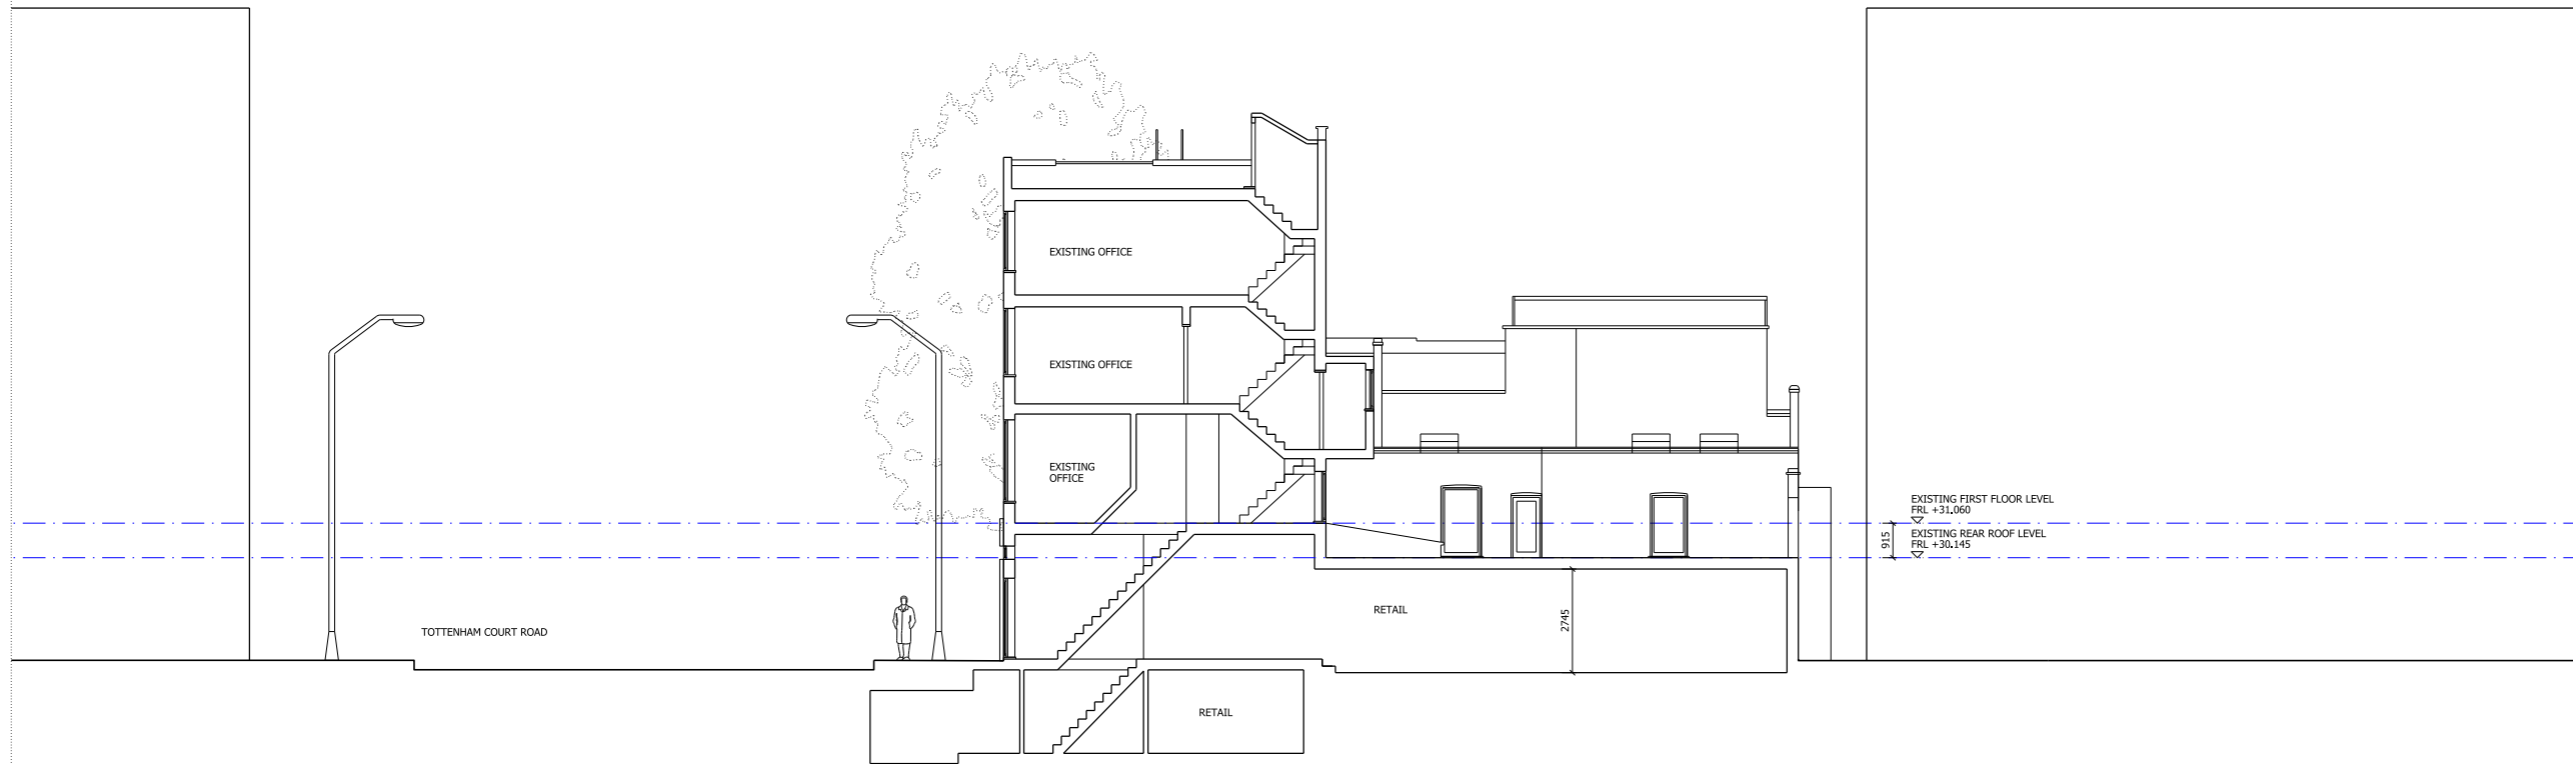 EXISTING OFFICE
EXISTING OFFICE
EXISTING
OFFICE
EXISTING FIRST FLOOR LEVEL
FRL +31.060
915
EXISTING REAR ROOF LEVEL
FRL +30.145
TOTTENHAM COURT ROAD
RETAIL
2745
RETAIL